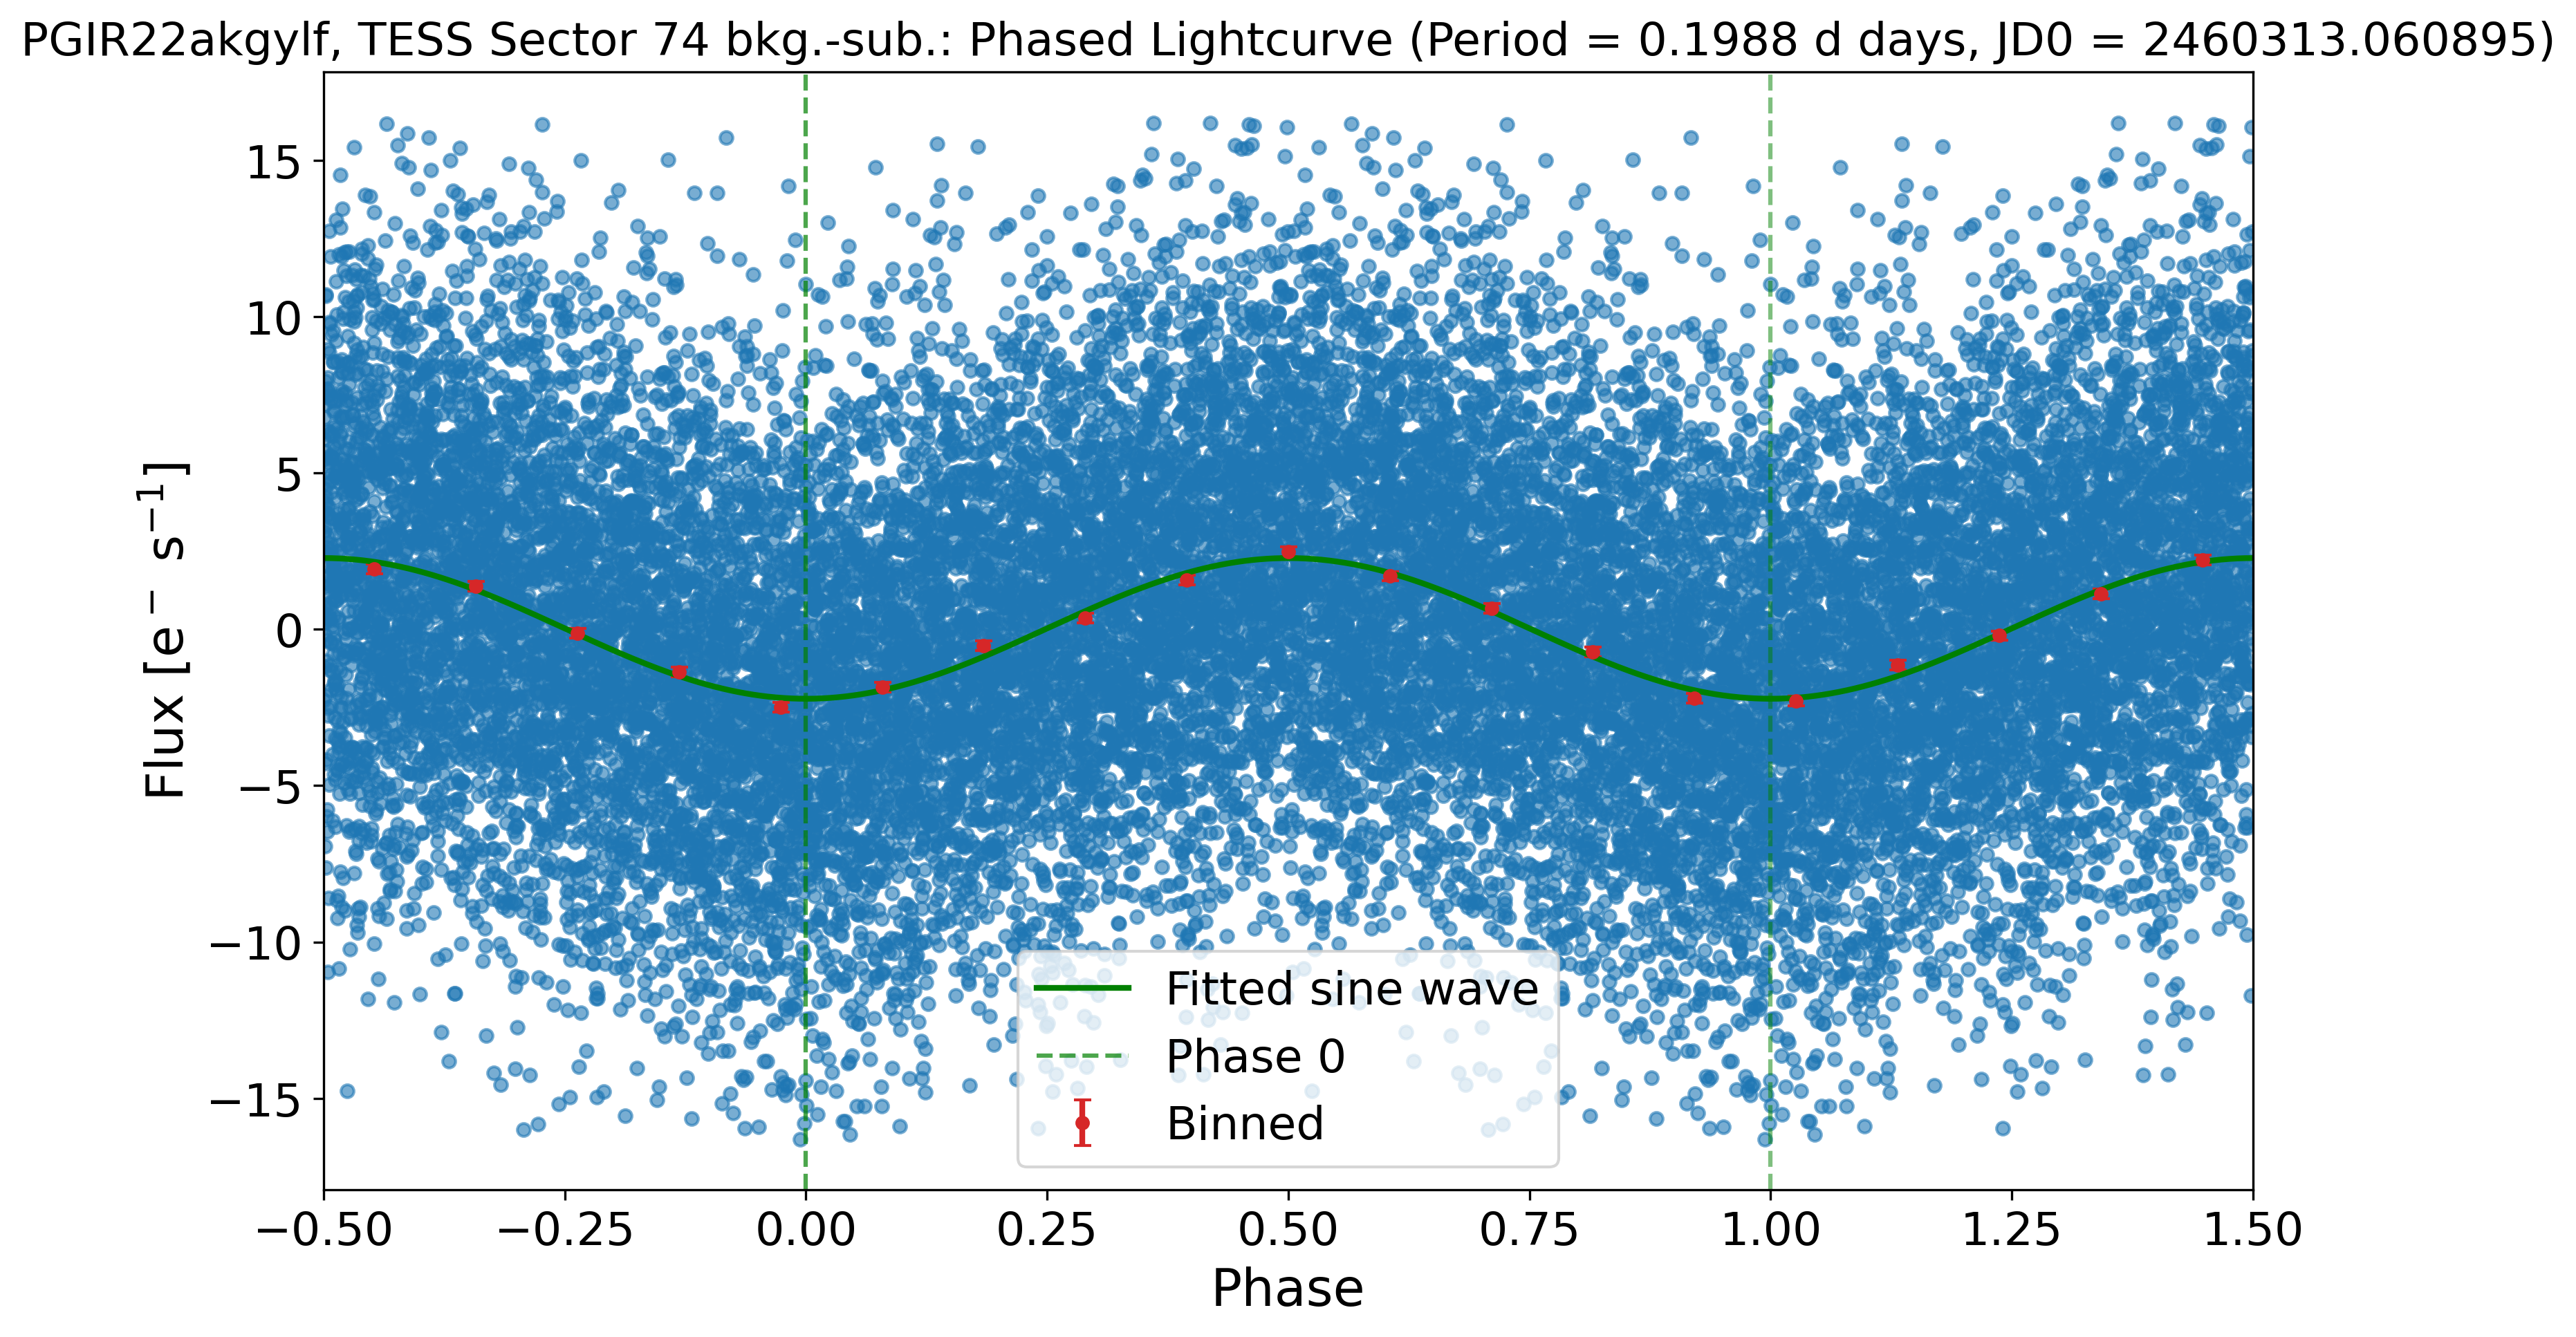 PGIR22akgylf, TESS Sector 74 bkg.-sub.: Phased Lightcurve (Period = 0.1988 d days, JD0 = 2460313.060895)
15
10
5
0
−5
−10
−15
Flux [e⁻ s⁻¹]
Fitted sine wave
Phase 0
Binned
−0.50 −0.25 0.00 0.25 0.50 0.75 1.00 1.25 1.50
Phase